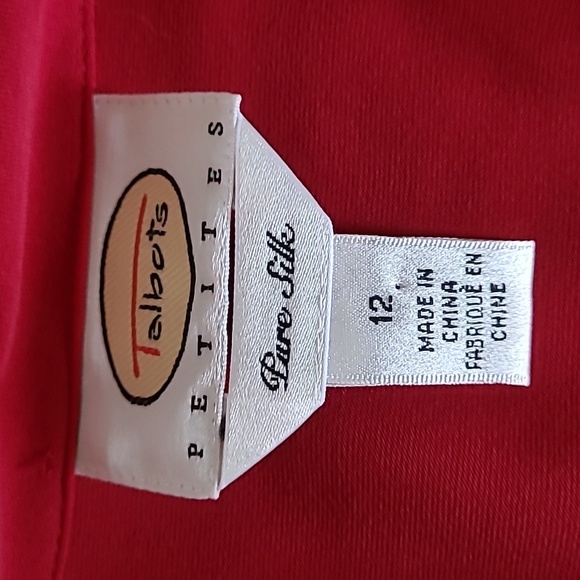 Talbots
PETITES
Pure Silk
12
MADE IN
CHINA
FABRIQUÉ EN
CHINE